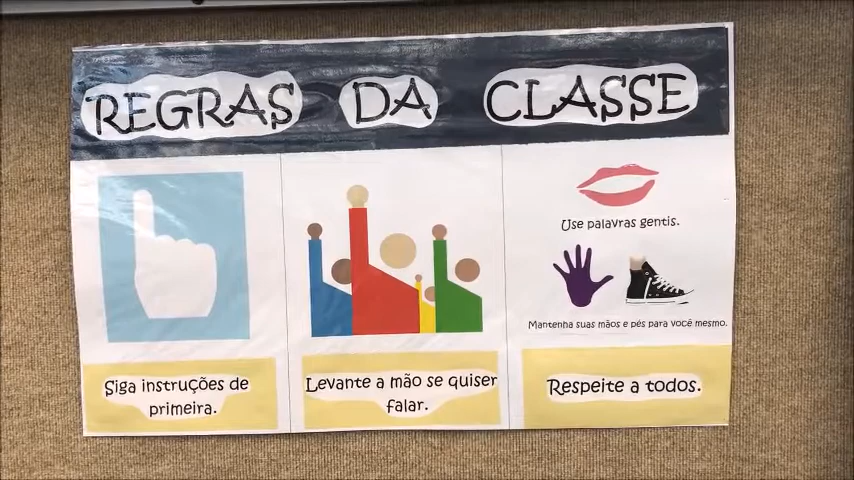 REGRAS DA CLASSE
Use palavras gentis.
Mantenha suas mãos e pés para você mesmo.
Siga instruções de
primeira.
Levante a mão se quiser
falar.
Respeite a todos.